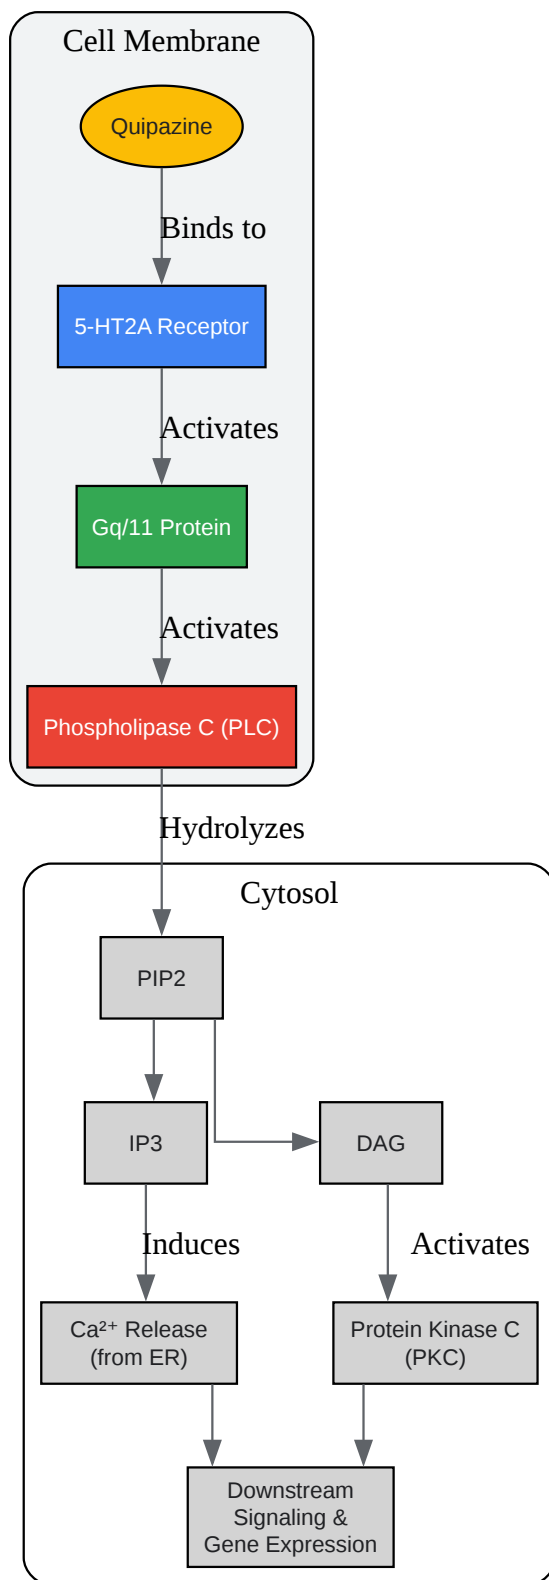 Cell Membrane
Quipazine
Binds to
5-HT2A Receptor
Activates
Gq/11 Protein
Activates
Phospholipase C (PLC)
Hydrolyzes
Cytosol
PIP2
IP3
DAG
Induces
Activates
Ca²⁺ Release
(from ER)
Protein Kinase C
(PKC)
Downstream
Signaling &
Gene Expression